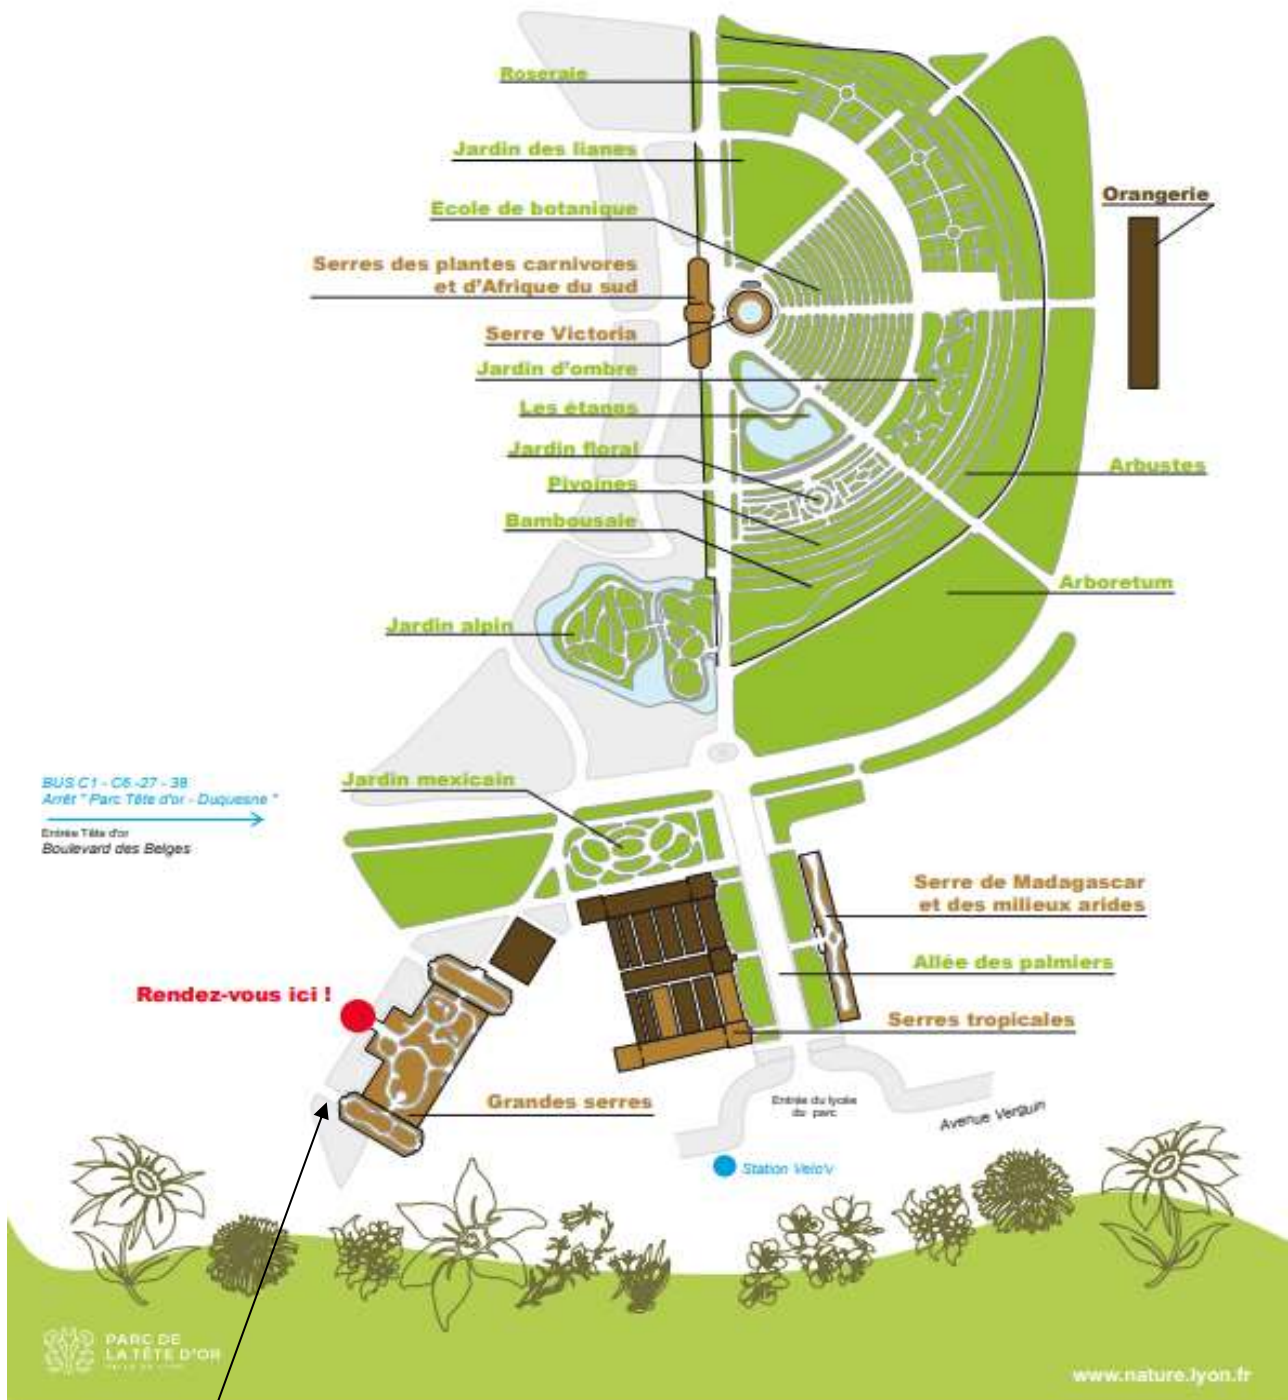 Roseraie
Jardin des lianes
Orangerie
Ecole de botanique
Serres des plantes carnivores
et d'Afrique du sud
Serre Victoria
Jardin d'ombre
Les étangs
Jardin floral
Arbustes
Pivoines
Bambousaie
Arboretum
Jardin alpin
BUS C1 - C6 -27 - 38
Arrêt " Parc Tête d'or - Duquesne "
Entrée Tête d'or
Boulevard des Belges
Jardin mexicain
Serre de Madagascar
et des milieux arides
Allée des palmiers
Rendez-vous ici !
Serres tropicales
Grandes serres
Entrée du lycée
du parc
Avenue Verguin
Station Velo'v
PARC DE
LA TÊTE D'OR
VILLE DE LYON
www.nature.lyon.fr